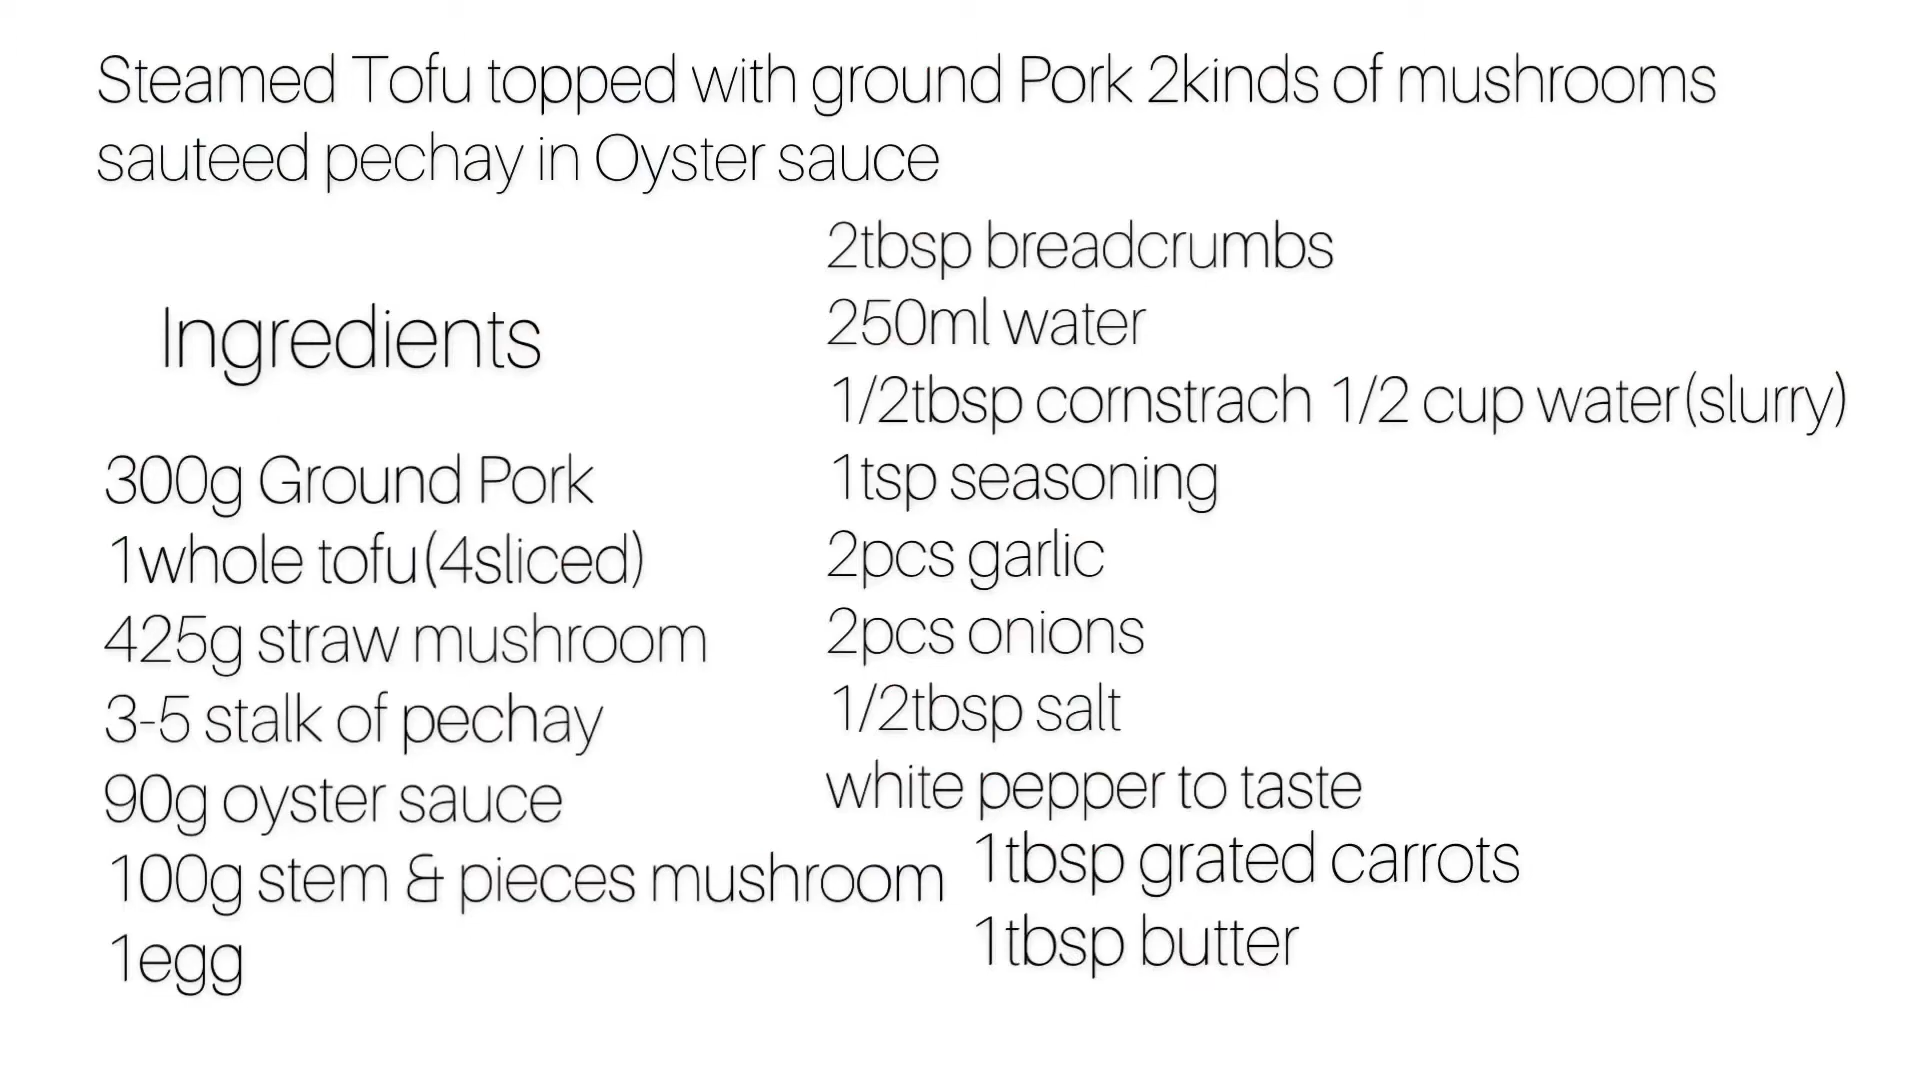 Steamed Tofu topped with ground Pork 2kinds of mushrooms
sauteed pechay in Oyster sauce
Ingredients
300g Ground Pork
1whole tofu(4sliced)
425g straw mushroom
3-5 stalk of pechay
90g oyster sauce
100g stem & pieces mushroom
1egg
2tbsp breadcrumbs
250ml water
1/2tbsp cornstrach 1/2 cup water(slurry)
1tsp seasoning
2pcs garlic
2pcs onions
1/2tbsp salt
white pepper to taste
1tbsp grated carrots
1tbsp butter